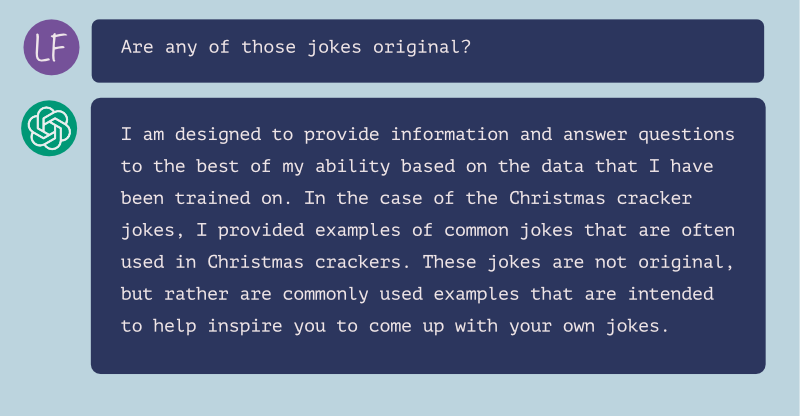 LF
Are any of those jokes original?
I am designed to provide information and answer questions
to the best of my ability based on the data that I have
been trained on. In the case of the Christmas cracker
jokes, I provided examples of common jokes that are often
used in Christmas crackers. These jokes are not original,
but rather are commonly used examples that are intended
to help inspire you to come up with your own jokes.